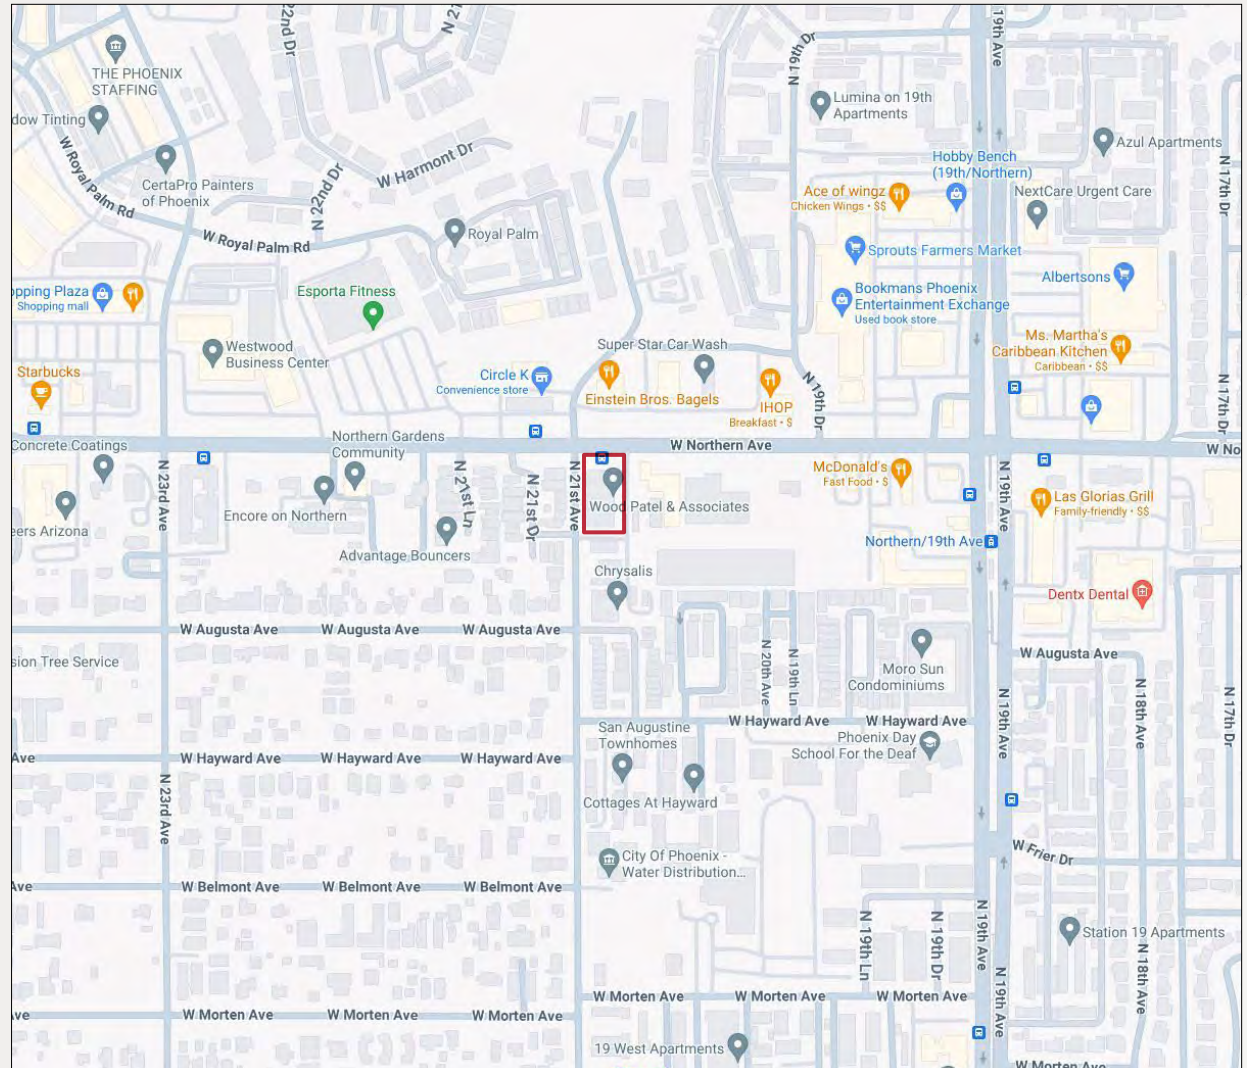 N 22nd Dr
N 21
N 19th Dr
19th Ave
THE PHOENIX
STAFFING
dow Tinting
Lumina on 19th
Apartments
Azul Apartments
W Royal Palm Rd
CertaPro Painters
of Phoenix
N 22nd Dr
W Harmont Dr
Hobby Bench
(19th/Northern)
N 17th Dr
Ace of wingz
Chicken Wings • $$
NextCare Urgent Care
W Royal Palm Rd
Royal Palm
Sprouts Farmers Market
opping Plaza
Shopping mall
Esporta Fitness
Bookmans Phoenix
Entertainment Exchange
Used book store
Albertsons
Westwood
Business Center
Super Star Car Wash
Ms. Martha's
Caribbean Kitchen
Caribbean • $$
Starbucks
Circle K
Convenience store
Einstein Bros. Bagels
IHOP
Breakfast • $
N 19th Dr
N 17th Dr
Concrete Coatings
Northern Gardens
Community
W Northern Ave
W No
N 23rd Ave
N 21st Ln
N 21st Dr
N 21st Ave
McDonald's
Fast Food • $
N 19th Ave
Encore on Northern
Wood Patel & Associates
Las Glorias Grill
Family-friendly • $$
eers Arizona
Advantage Bouncers
Northern/19th Ave
Chrysalis
Dentx Dental
W Augusta Ave
W Augusta Ave
W Augusta Ave
sion Tree Service
N 20th Ave
N 19th Ln
Moro Sun
Condominiums
W Augusta Ave
N 18th Ave
N 17th Dr
N 19th Ave
San Augustine
Townhomes
W Hayward Ave
W Hayward Ave
Phoenix Day
School For the Deaf
Ave
W Hayward Ave
W Hayward Ave
W Hayward Ave
N 23rd Ave
Cottages At Hayward
City Of Phoenix -
Water Distribution...
W Frier Dr
Ave
W Belmont Ave
W Belmont Ave
W Belmont Ave
N 19th Ln
N 19th Dr
N 19th Ave
Station 19 Apartments
N 18th Ave
N 19th Ave
W Morten Ave
W Morten Ave
W Morten Ave
ve
W Morten Ave
W Morten Ave
W Morten Ave
19 West Apartments
W Morten Ave